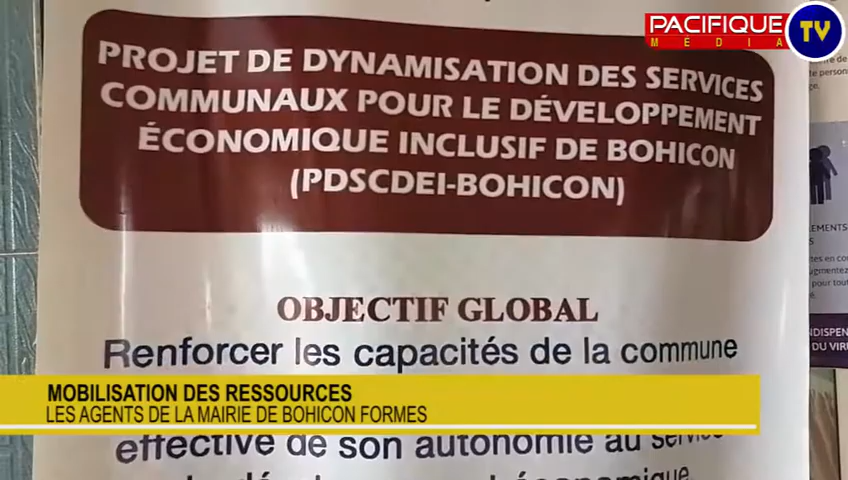 PACIFIQUE
MEDIA
TV
PROJET DE DYNAMISATION DES SERVICES
COMMUNAUX POUR LE DÉVELOPPEMENT
ÉCONOMIQUE INCLUSIF DE BOHICON
(PDSCDEI-BOHICON)
OBJECTIF GLOBAL
Renforcer les capacités de la commune
MOBILISATION DES RESSOURCES
LES AGENTS DE LA MAIRIE DE BOHICON FORMES
effective de son autonomie au service
économique